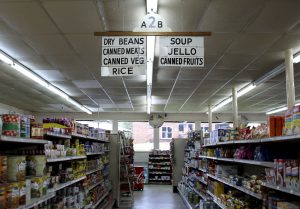 2
A B
DRY BEANS
CANNED MEATS
CANNED VEG
RICE
SOUP
JELLO
CANNED FRUITS